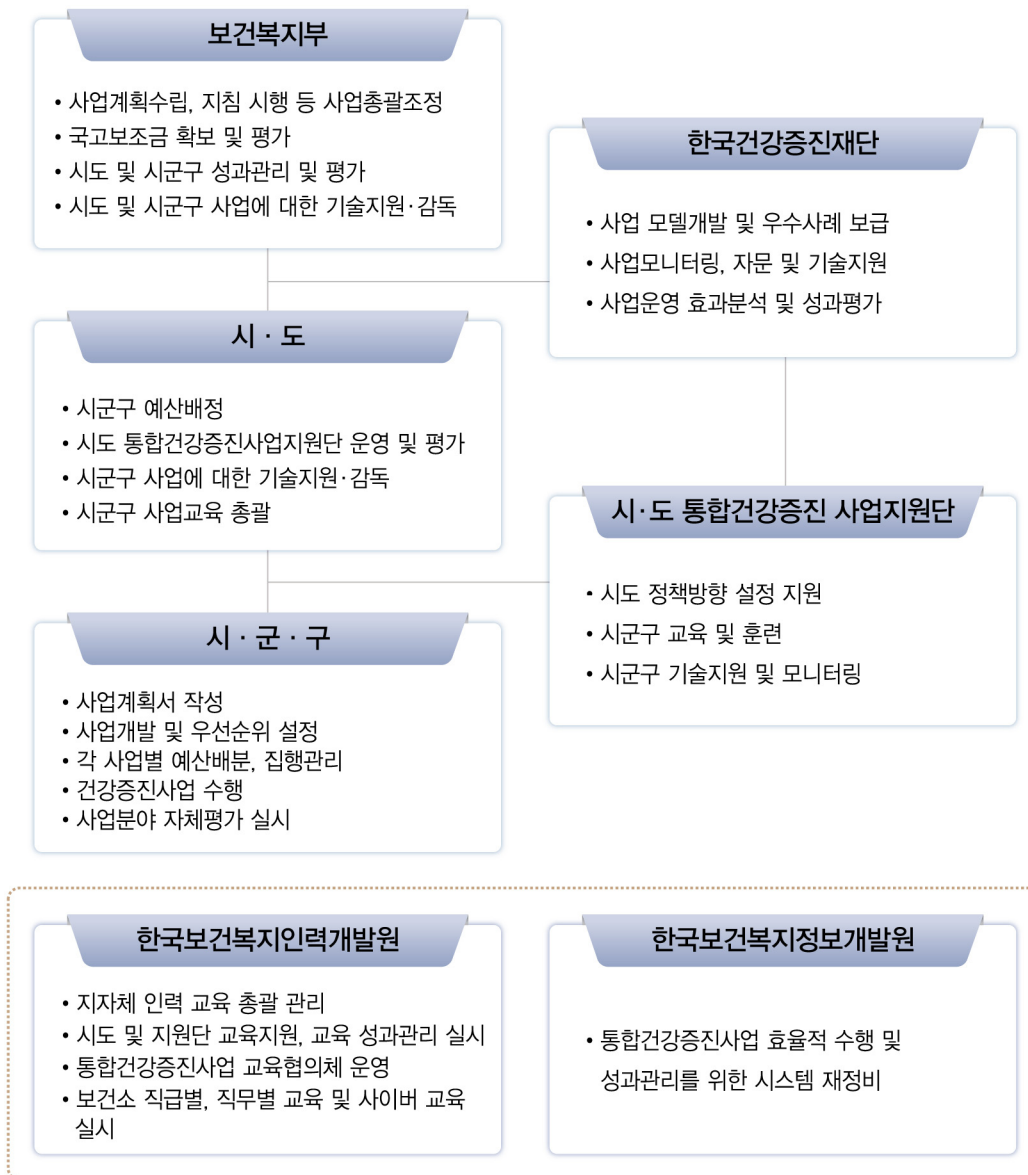 보건복지부
• 사업계획수립, 지침 시행 등 사업총괄조정
• 국고보조금 확보 및 평가
• 시도 및 시군구 성과관리 및 평가
• 시도 및 시군구 사업에 대한 기술지원·감독
한국건강증진재단
• 사업 모델개발 및 우수사례 보급
• 사업모니터링, 자문 및 기술지원
• 사업운영 효과분석 및 성과평가
시 · 도
• 시군구 예산배정
• 시도 통합건강증진사업지원단 운영 및 평가
• 시군구 사업에 대한 기술지원·감독
• 시군구 사업교육 총괄
시·도 통합건강증진 사업지원단
• 시도 정책방향 설정 지원
• 시군구 교육 및 훈련
• 시군구 기술지원 및 모니터링
시 · 군 · 구
• 사업계획서 작성
• 사업개발 및 우선순위 설정
• 각 사업별 예산배분, 집행관리
• 건강증진사업 수행
• 사업분야 자체평가 실시
한국보건복지인력개발원
• 지자체 인력 교육 총괄 관리
• 시도 및 지원단 교육지원, 교육 성과관리 실시
• 통합건강증진사업 교육협의체 운영
• 보건소 직급별, 직무별 교육 및 사이버 교육
실시
한국보건복지정보개발원
• 통합건강증진사업 효율적 수행 및
성과관리를 위한 시스템 재정비